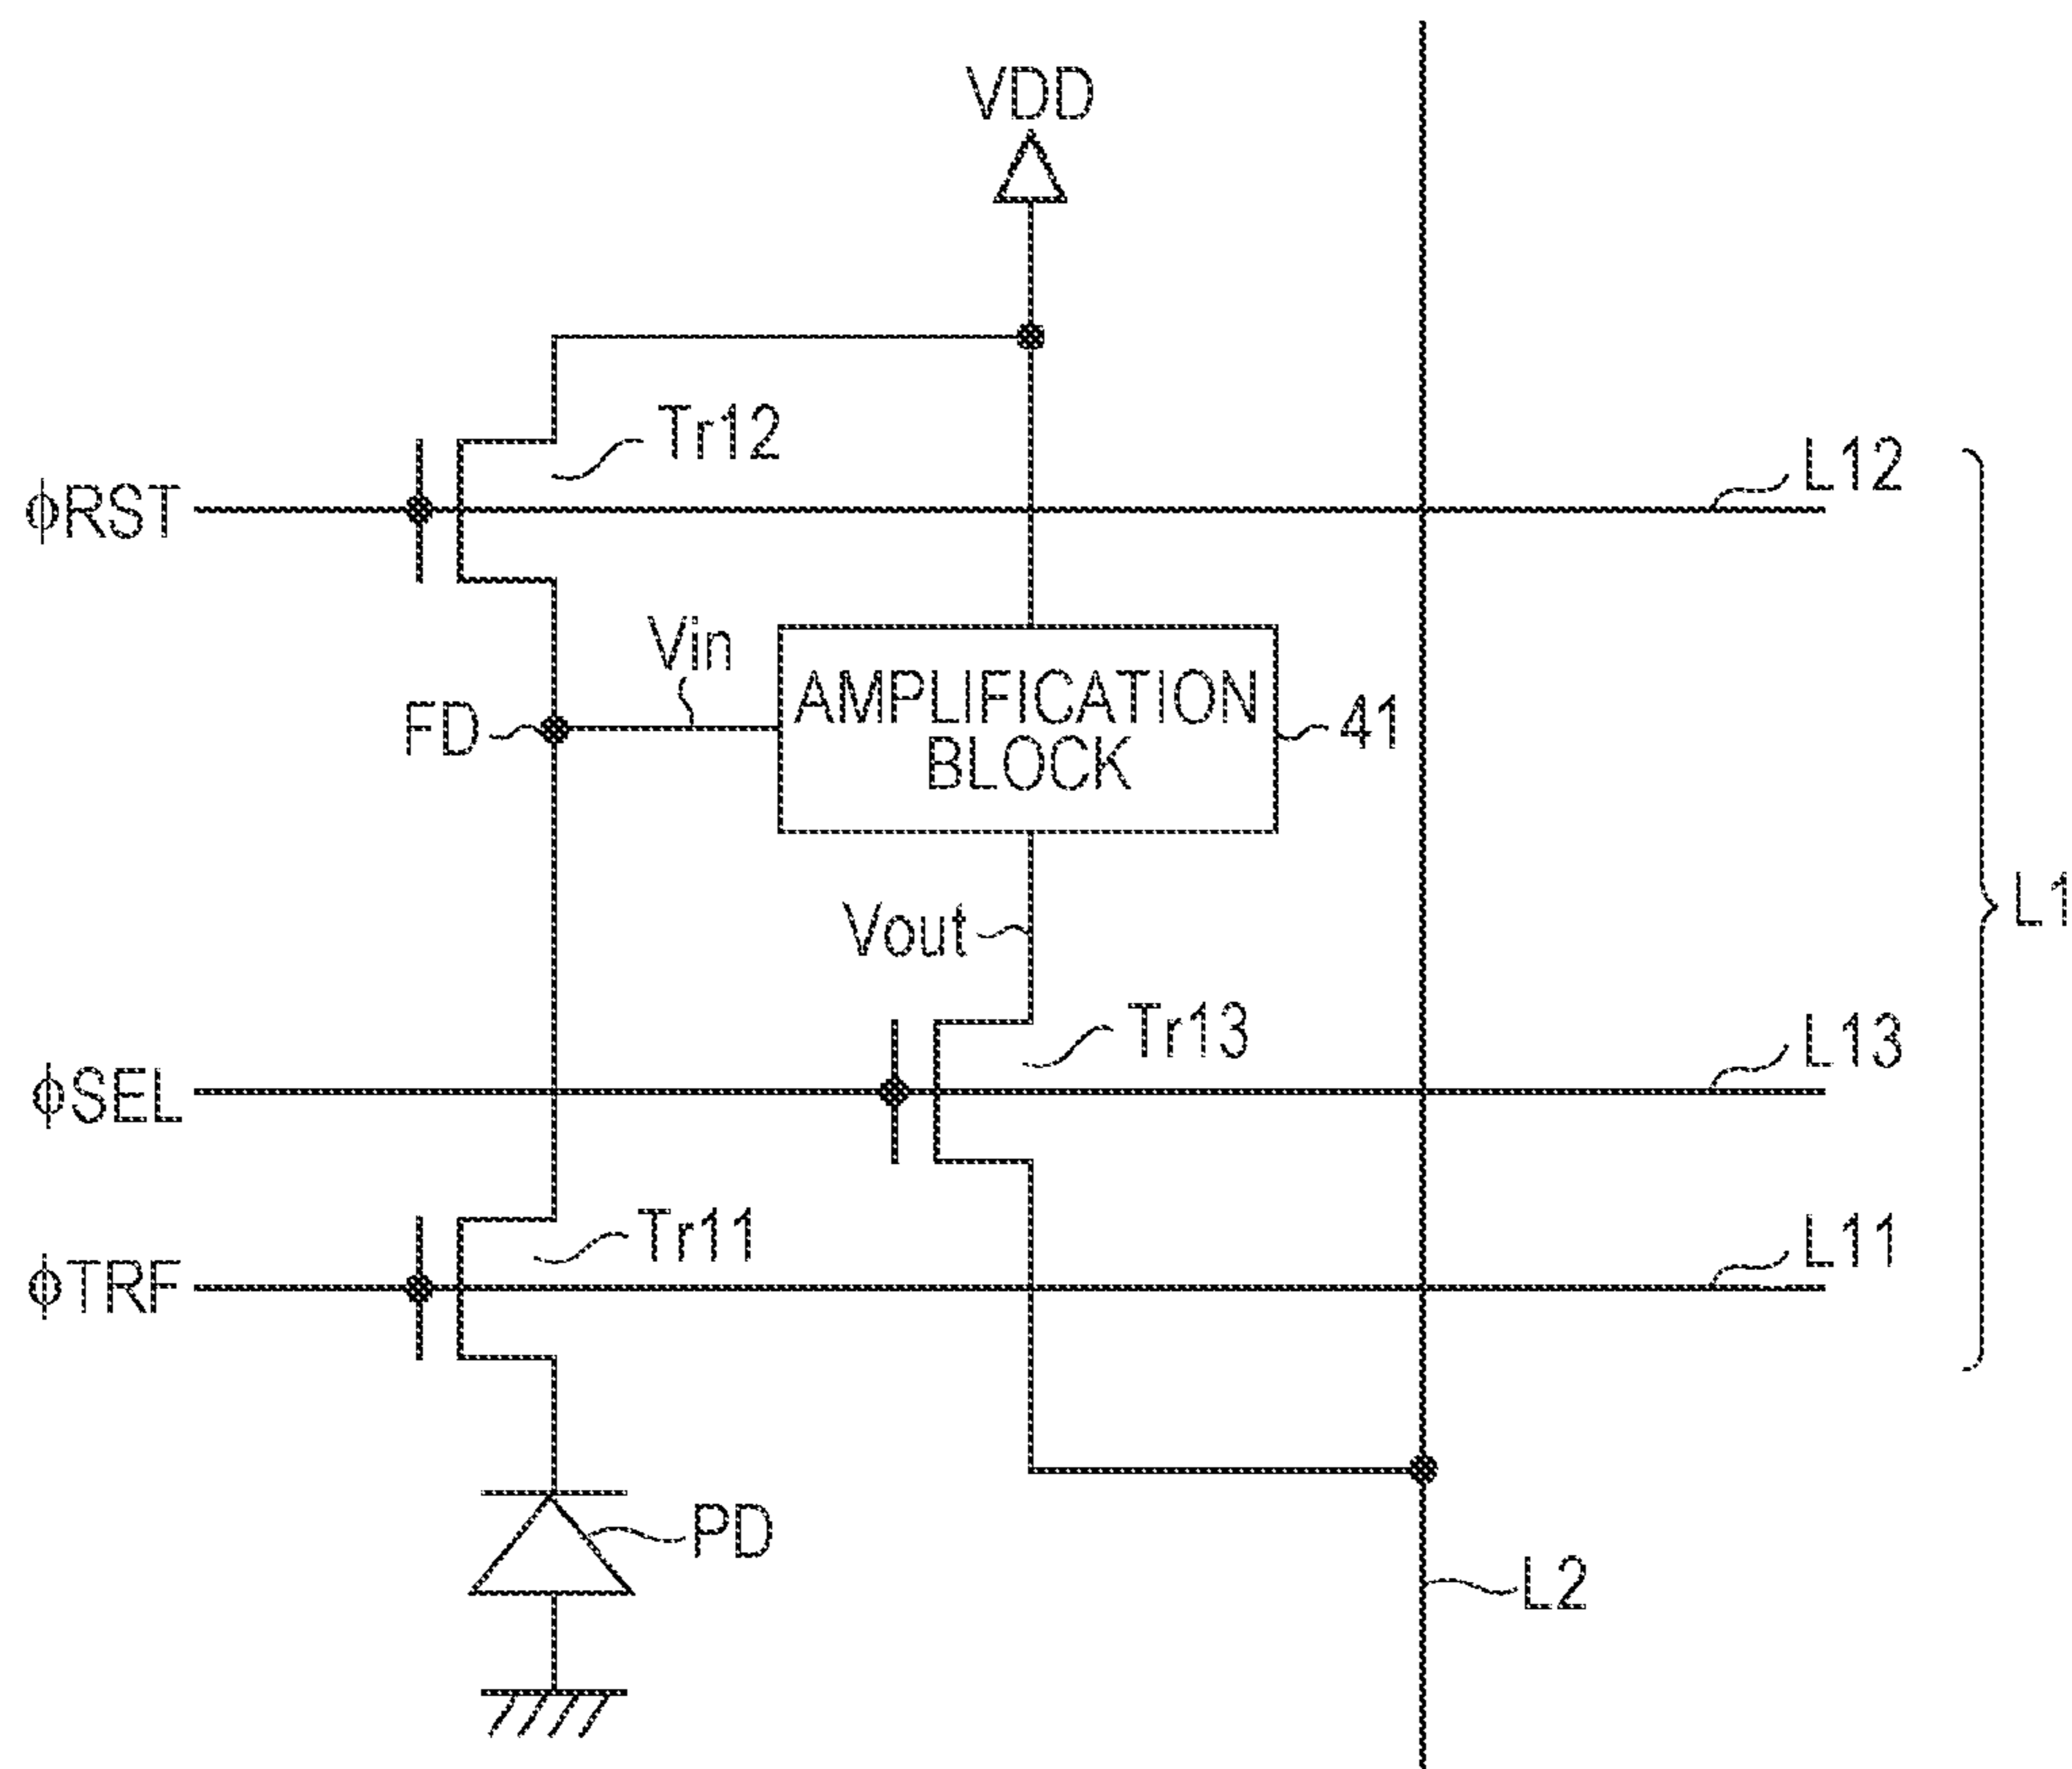 VDD
Tr12
L12
ϕRST
Vin
AMPLIFICATION
BLOCK
FD
41
L1
Vout
Tr13
L13
ϕSEL
Tr11
L11
ϕTRF
PD
L2